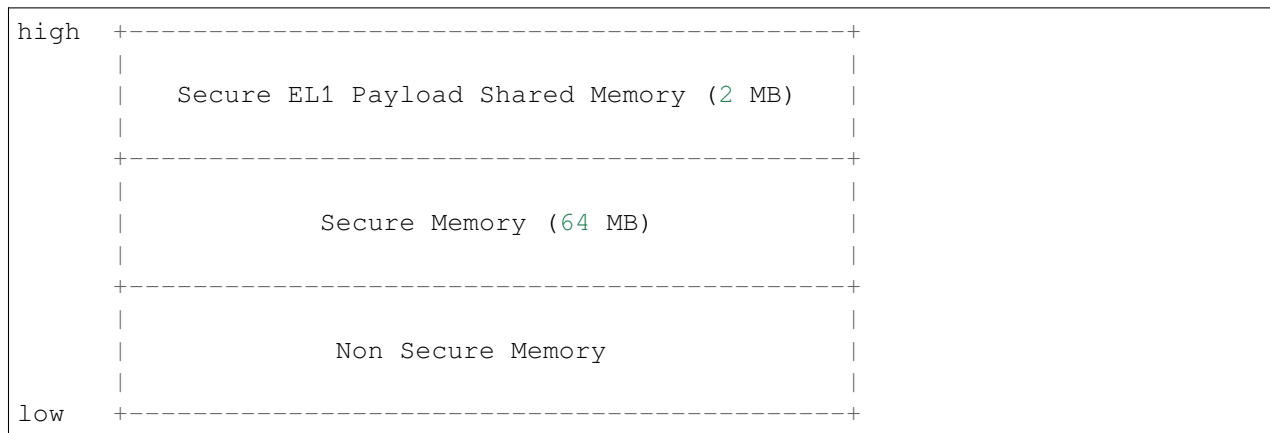 high  +---------------------------------------------+
      |                                             |
      |   Secure EL1 Payload Shared Memory (2 MB)   |
      |                                             |
      +---------------------------------------------+
      |                                             |
      |            Secure Memory (64 MB)            |
      |                                             |
      +---------------------------------------------+
      |                                             |
      |             Non Secure Memory               |
      |                                             |
low   +---------------------------------------------+